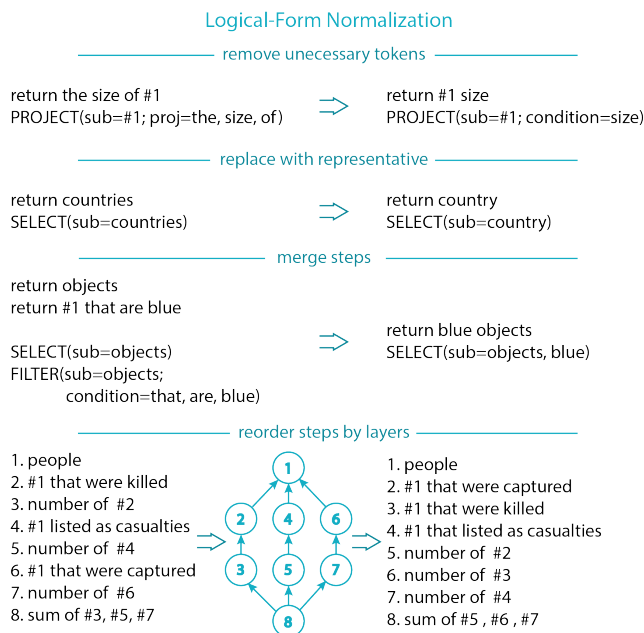 Logical-Form Normalization
remove unecessary tokens
return the size of #1
PROJECT(sub=#1; proj=the, size, of)
return #1 size
PROJECT(sub=#1; condition=size)
replace with representative
return countries
SELECT(sub=countries)
return country
SELECT(sub=country)
merge steps
return objects
return #1 that are blue
SELECT(sub=objects)
FILTER(sub=objects;
condition=that, are, blue)
return blue objects
SELECT(sub=objects, blue)
reorder steps by layers
1. people
2. #1 that were killed
3. number of #2
4. #1 listed as casualties
5. number of #4
6. #1 that were captured
7. number of #6
8. sum of #3, #5, #7
1
2 4 6
3 5 7
8
1. people
2. #1 that were captured
3. #1 that were killed
4. #1 that listed as casualties
5. number of #2
6. number of #3
7. number of #4
8. sum of #5 , #6 , #7